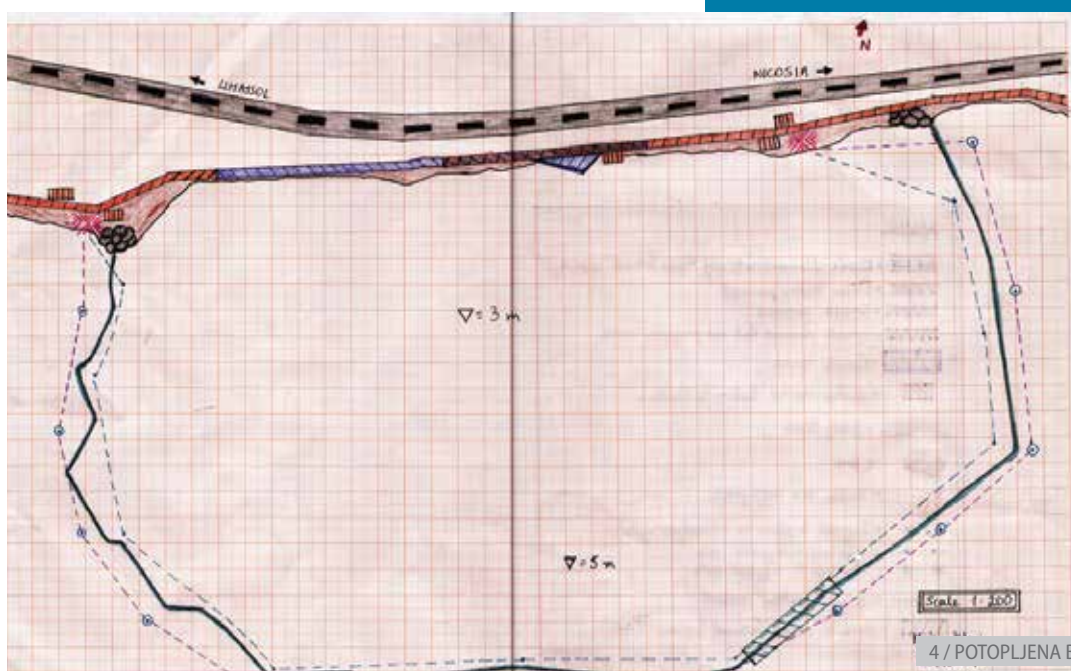 N
← LIMASSOL
NICOSIA →
▽= 3 m
▽= 5 m
Scale 1:200
4 / POTOPLJENA B